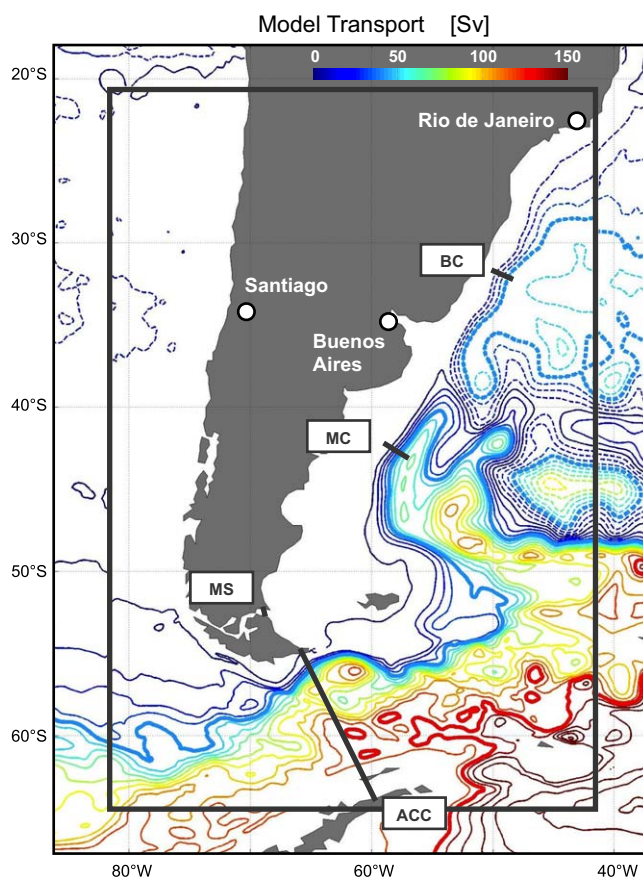 Model Transport [Sv]
0 50 100 150
20°S
Rio de Janeiro
30°S
BC
Santiago
Buenos
Aires
40°S
MC
50°S
MS
60°S
ACC
80°W 60°W 40°W